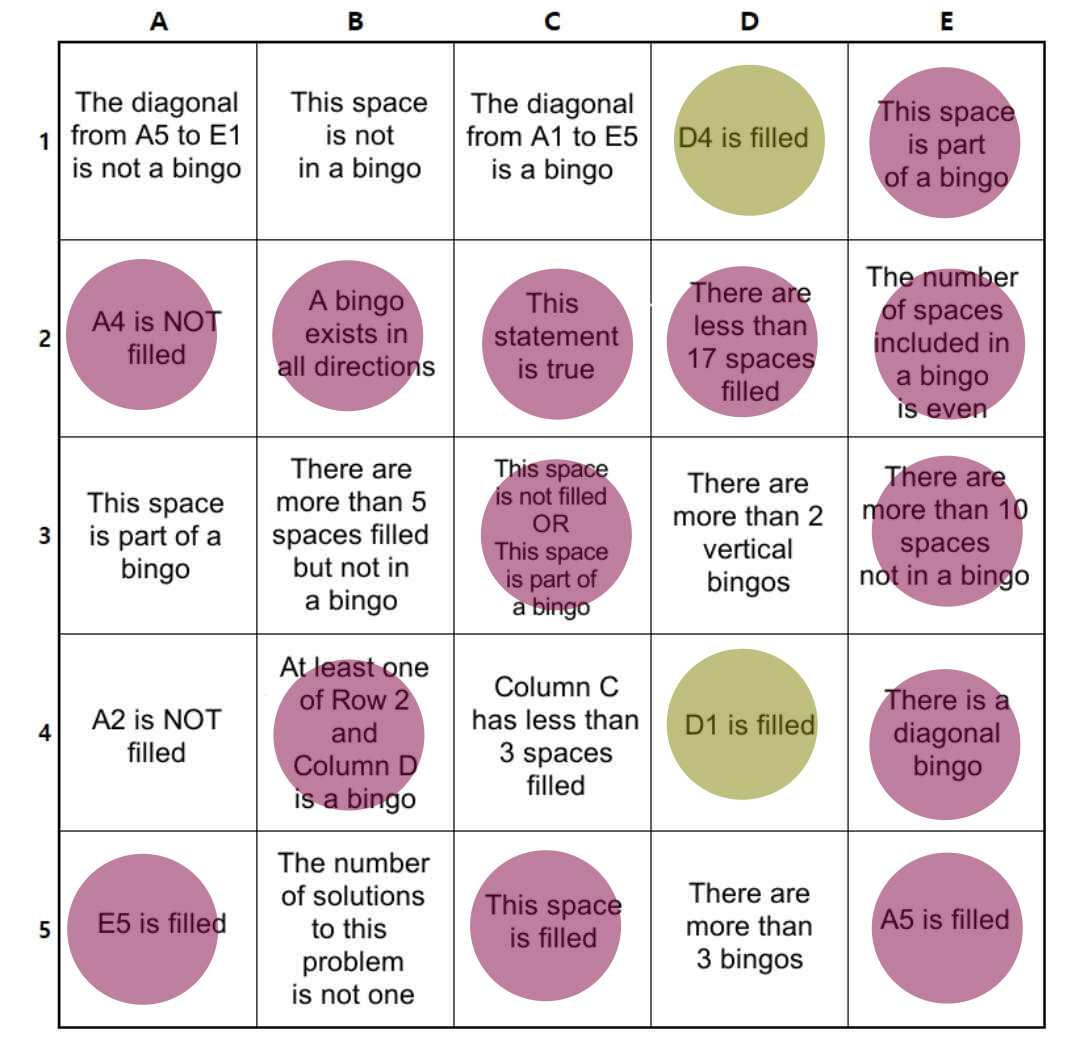 A B C D E
1
The diagonal
from A5 to E1
is not a bingo
This space
is not
in a bingo
The diagonal
from A1 to E5
is a bingo
D4 is filled
This space
is part
of a bingo
2
A4 is NOT
filled
A bingo
exists in
all directions
This
statement
is true
There are
less than
17 spaces
filled
The number
of spaces
included in
a bingo
is even
3
This space
is part of a
bingo
There are
more than 5
spaces filled
but not in
a bingo
This space
is not filled
OR
This space
is part of
a bingo
There are
more than 2
vertical
bingos
There are
more than 10
spaces
not in a bingo
4
A2 is NOT
filled
At least one
of Row 2
and
Column D
is a bingo
Column C
has less than
3 spaces
filled
D1 is filled
There is a
diagonal
bingo
5
E5 is filled
The number
of solutions
to this
problem
is not one
This space
is filled
There are
more than
3 bingos
A5 is filled